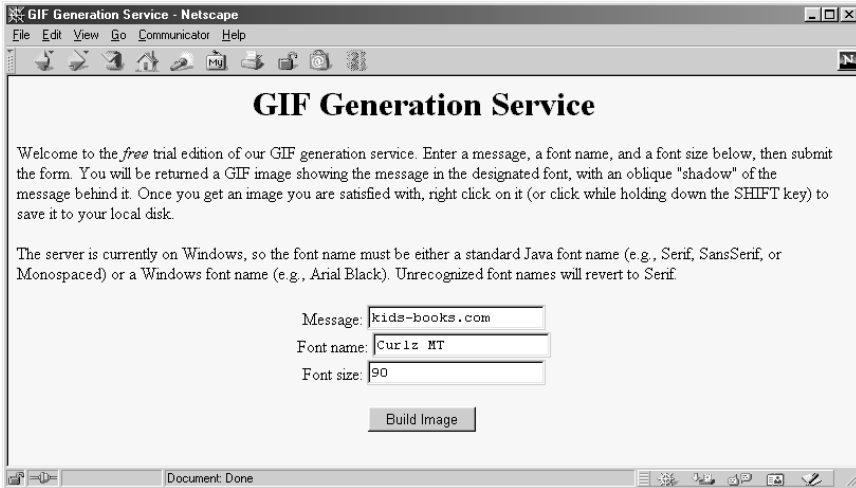 GIF Generation Service - Netscape
File Edit View Go Communicator Help
My
N
GIF Generation Service
Welcome to the free trial edition of our GIF generation service. Enter a message, a font name, and a font size below, then submit
the form. You will be returned a GIF image showing the message in the designated font, with an oblique "shadow" of the
message behind it. Once you get an image you are satisfied with, right click on it (or click while holding down the SHIFT key) to
save it to your local disk.
The server is currently on Windows, so the font name must be either a standard Java font name (e.g., Serif, SansSerif, or
Monospaced) or a Windows font name (e.g., Arial Black). Unrecognized font names will revert to Serif.
Message: kids-books.com
Font name: Curlz MT
Font size: 90
Build Image
Document: Done